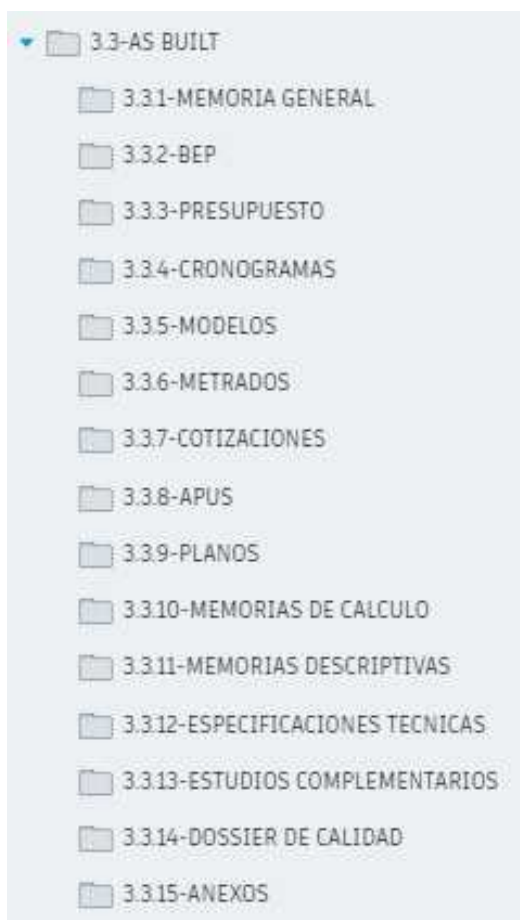 3.3-AS BUILT
3.3.1-MEMORIA GENERAL
3.3.2-BEP
3.3.3-PRESUPUESTO
3.3.4-CRONOGRAMAS
3.3.5-MODELOS
3.3.6-METRADOS
3.3.7-COTIZACIONES
3.3.8-APUS
3.3.9-PLANOS
3.3.10-MEMORIAS DE CALCULO
3.3.11-MEMORIAS DESCRIPTIVAS
3.3.12-ESPECIFICACIONES TECNICAS
3.3.13-ESTUDIOS COMPLEMENTARIOS
3.3.14-DOSSIER DE CALIDAD
3.3.15-ANEXOS